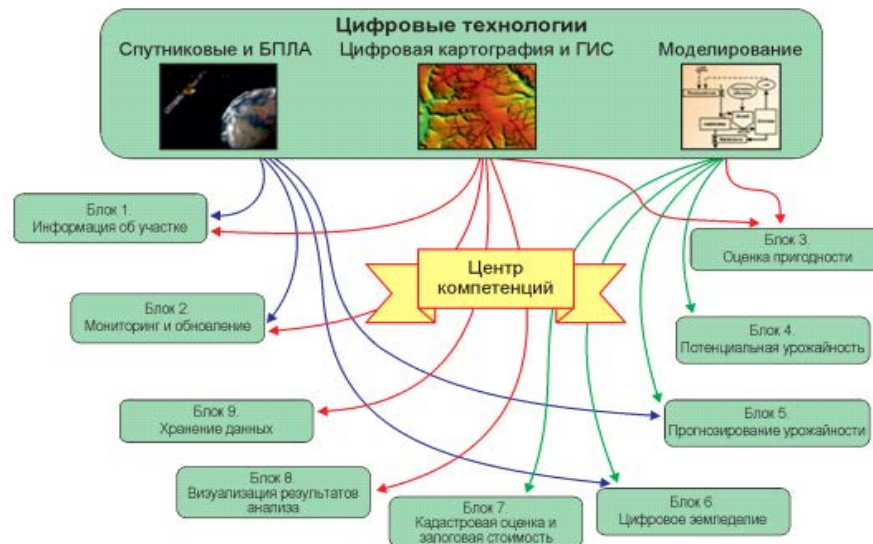 Цифровые технологии
Спутниковые и БПЛА
Цифровая картография и ГИС
Моделирование
Блок 1.
Информация об участке
Блок 3.
Оценка пригодности
Центр
компетенций
Блок 2.
Мониторинг и обновление
Блок 4.
Потенциальная урожайность
Блок 9.
Хранение данных
Блок 5.
Прогнозирование урожайности
Блок 8.
Визуализация результатов
анализа
Блок 7.
Кадастровая оценка и
залоговая стоимость
Блок 6.
Цифровое земледелие